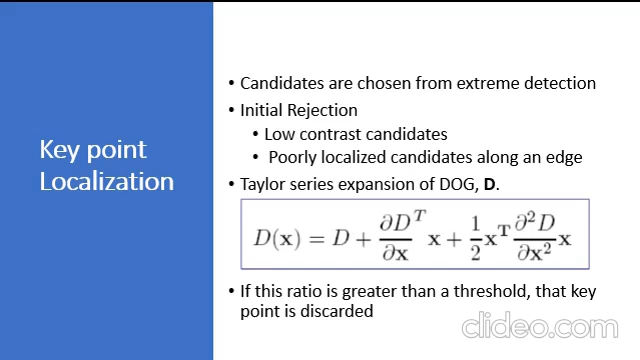 Key point
Localization
• Candidates are chosen from extreme detection
• Initial Rejection
• Low contrast candidates
• Poorly localized candidates along an edge
• Taylor series expansion of DOG, D.
D(x) = D + ∂Dᵀ/∂x x + 1/2 xᵀ ∂²D/∂x² x
• If this ratio is greater than a threshold, that key
point is discarded
clideo.com